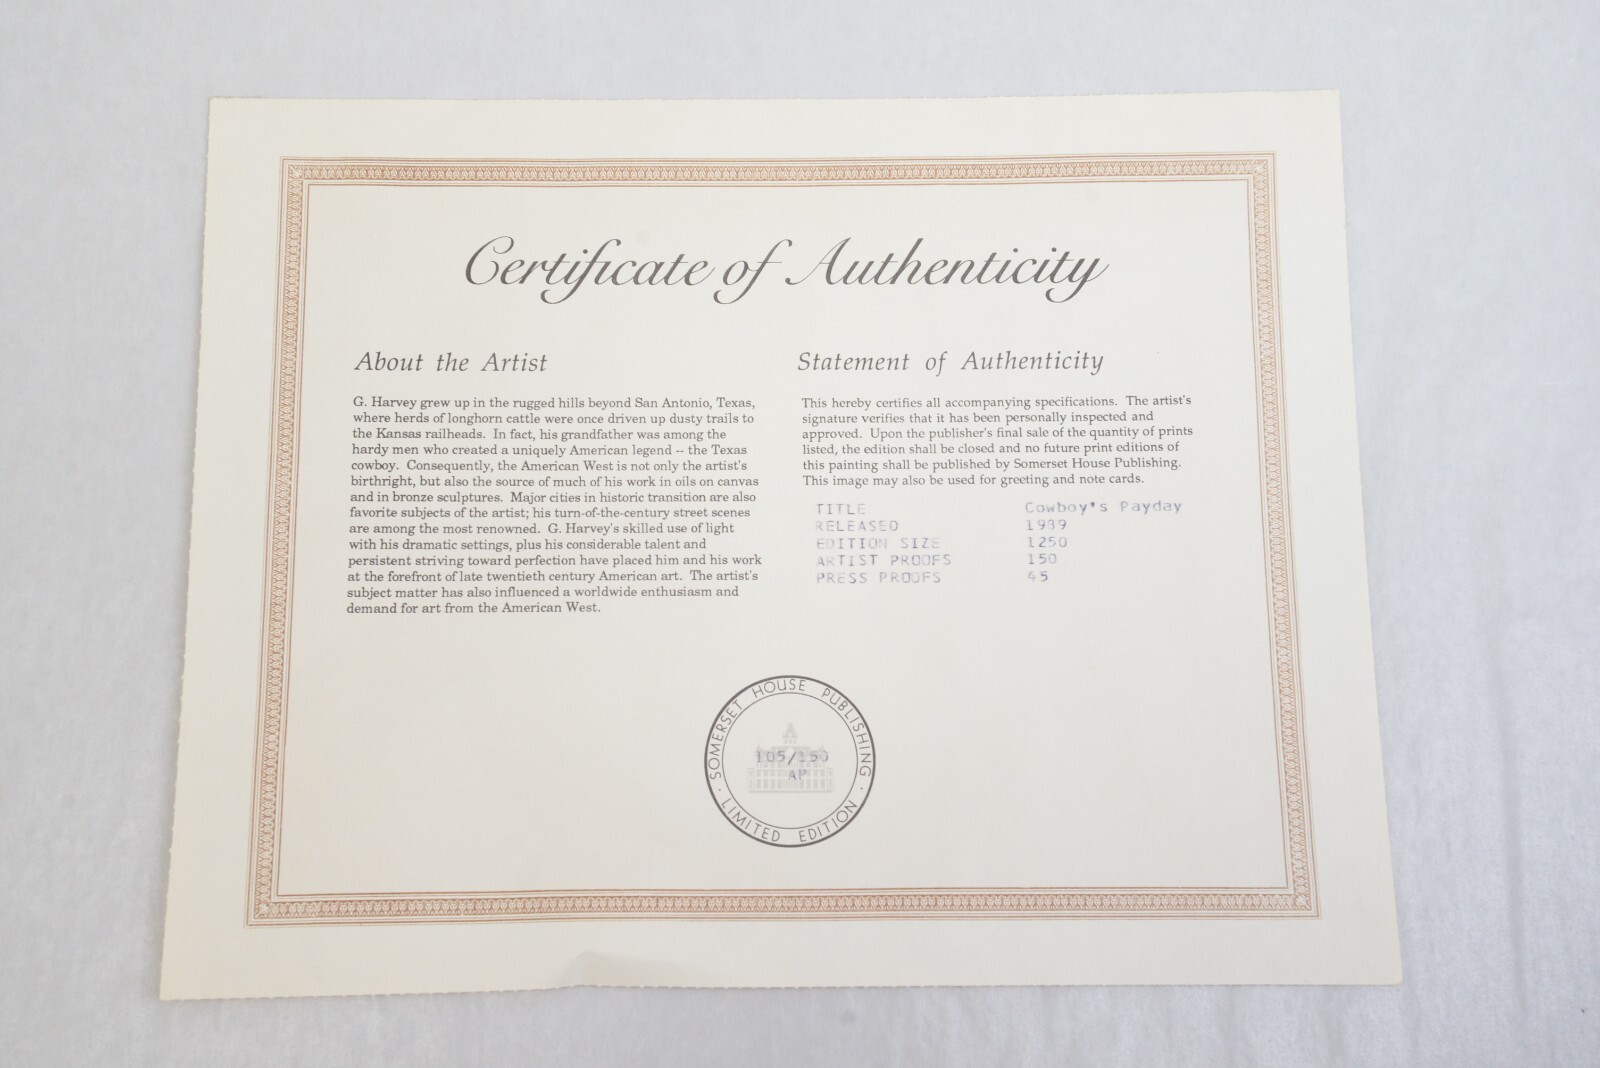 Certificate of Authenticity
About the Artist
G. Harvey grew up in the rugged hills beyond San Antonio, Texas,
where herds of longhorn cattle were once driven up dusty trails to
the Kansas railheads. In fact, his grandfather was among the
hardy men who created a uniquely American legend -- the Texas
cowboy. Consequently, the American West is not only the artist's
birthright, but also the source of much of his work in oils on canvas
and in bronze sculptures. Major cities in historic transition are also
favorite subjects of the artist; his turn-of-the-century street scenes
are among the most renowned. G. Harvey's skilled use of light
with his dramatic settings, plus his considerable talent and
persistent striving toward perfection have placed him and his work
at the forefront of late twentieth century American art. The artist's
subject matter has also influenced a worldwide enthusiasm and
demand for art from the American West.
Statement of Authenticity
This hereby certifies all accompanying specifications. The artist's
signature verifies that it has been personally inspected and
approved. Upon the publisher's final sale of the quantity of prints
listed, the edition shall be closed and no future print editions of
this painting shall be published by Somerset House Publishing.
This image may also be used for greeting and note cards.
TITLE Cowboy's Payday
RELEASED 1989
EDITION SIZE 1250
ARTIST PROOFS 150
PRESS PROOFS 45
SOMERSET HOUSE PUBLISHING
105/150
AP
LIMITED EDITION